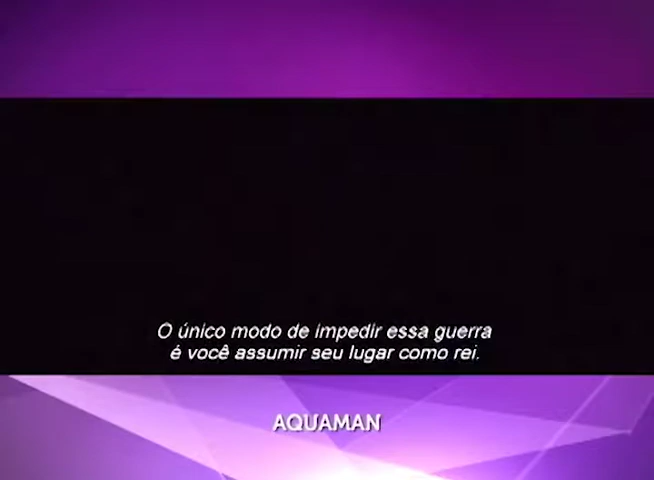 O único modo de impedir essa guerra
é você assumir seu lugar como rei.
AQUAMAN